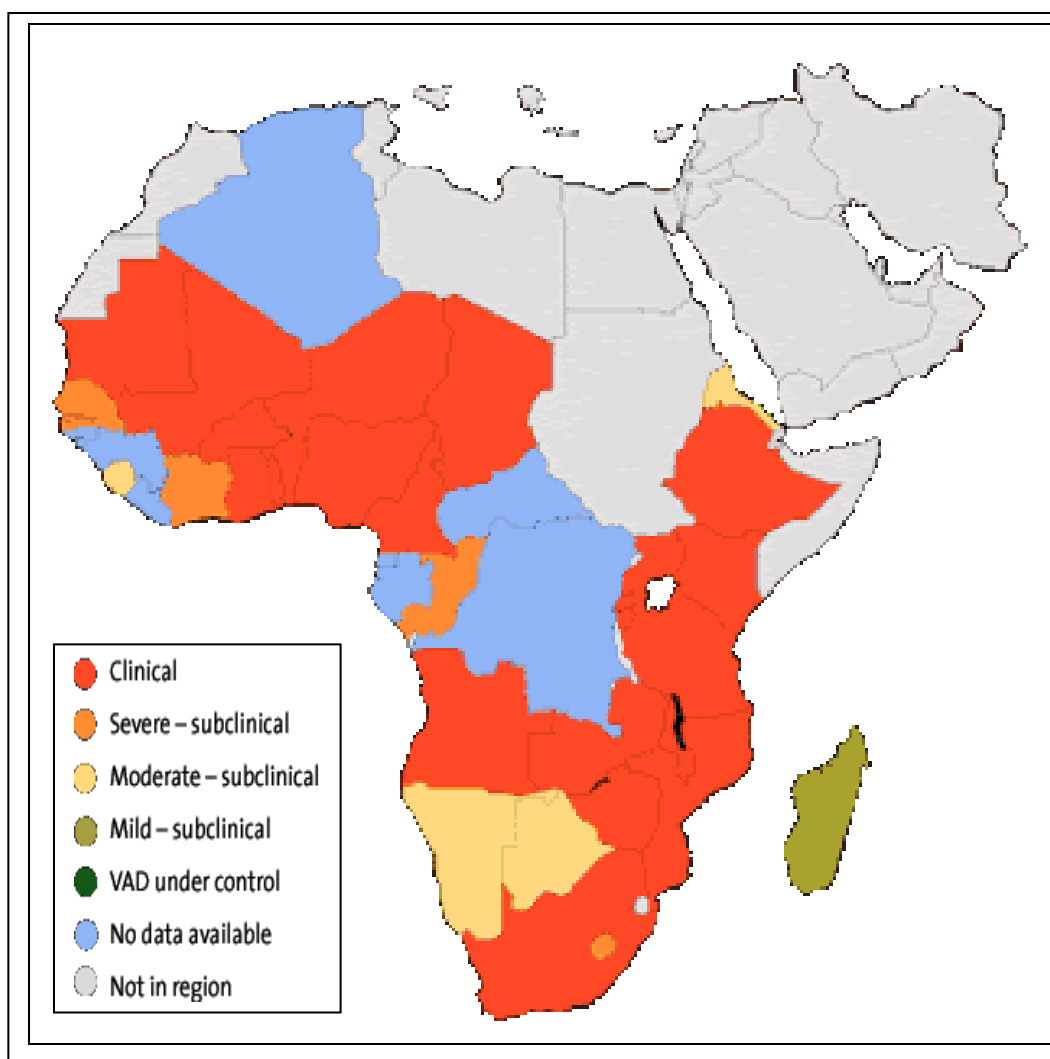 Clinical
Severe – subclinical
Moderate – subclinical
Mild – subclinical
VAD under control
No data available
Not in region